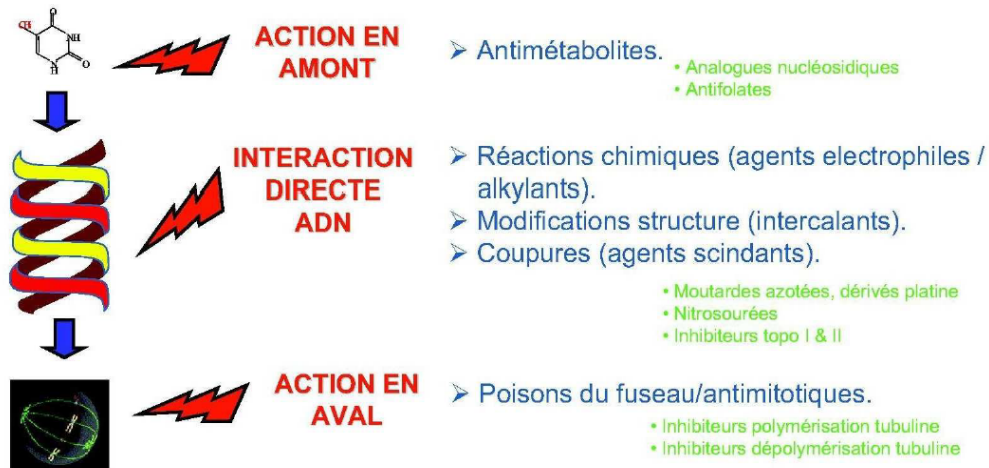 CH₃
O
NH
N
H
O
ACTION EN
AMONT
➢ Antimétabolites.
• Analogues nucléosidiques
• Antifolates
INTERACTION
DIRECTE
ADN
➢ Réactions chimiques (agents electrophiles /
alkylants).
➢ Modifications structure (intercalants).
➢ Coupures (agents scindants).
• Moutardes azotées, dérivés platine
• Nitrosourées
• Inhibiteurs topo I & II
ACTION EN
AVAL
➢ Poisons du fuseau/antimitotiques.
• Inhibiteurs polymérisation tubuline
• Inhibiteurs dépolymérisation tubuline